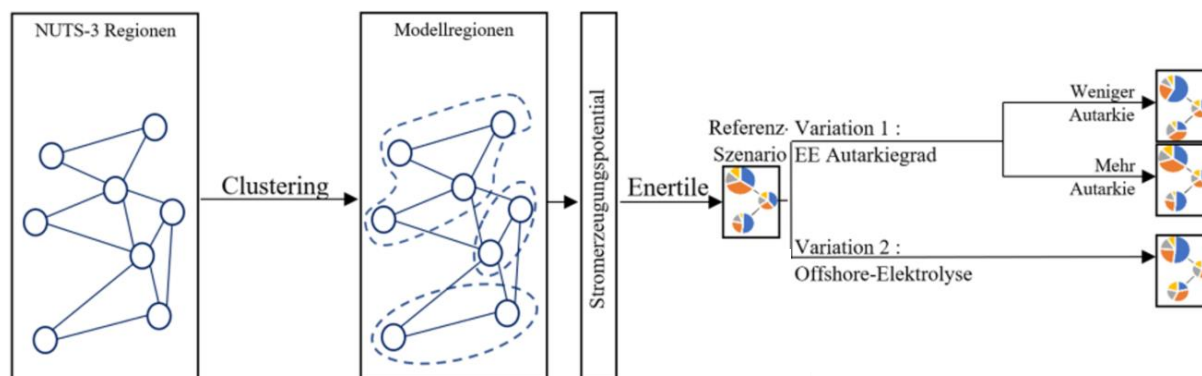 NUTS-3 Regionen
Clustering
Modellregionen
Stromerzeugungspotential
Enertile
Referenz-
Szenario
Variation 1 :
EE Autarkiegrad
Weniger
Autarkie
Mehr
Autarkie
Variation 2 :
Offshore-Elektrolyse